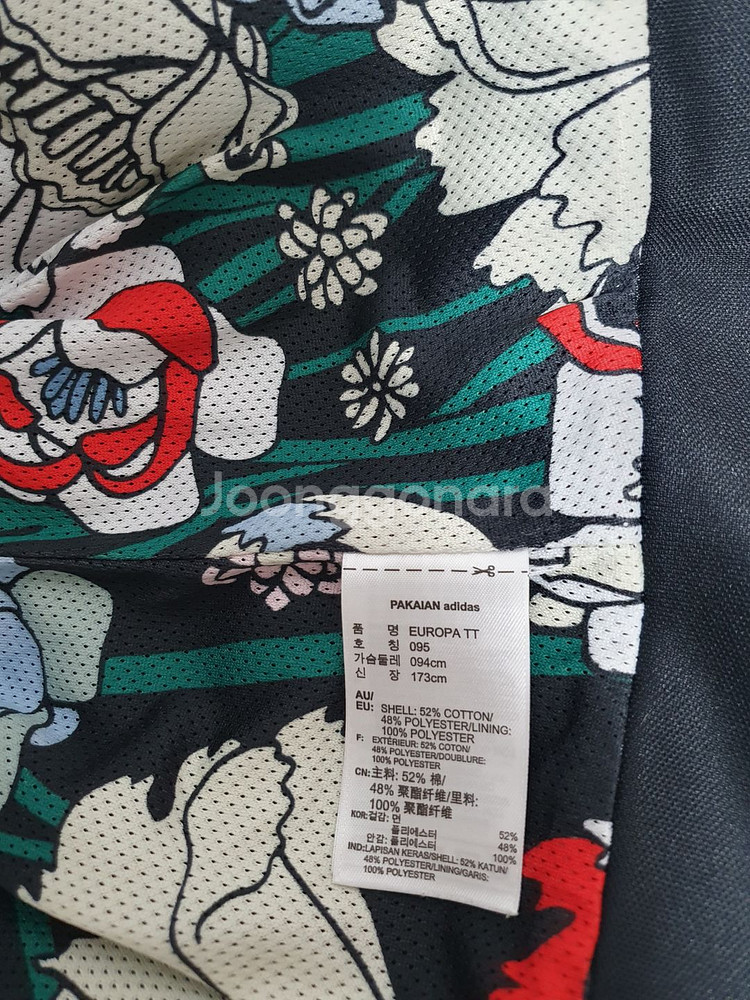 Joonggonara
PAKAIAN adidas
품 명 EUROPA TT
호 칭 095
가슴둘레 094cm
신 장 173cm
AU/
EU: SHELL: 52% COTTON/
48% POLYESTER/LINING:
100% POLYESTER
F: EXTÉRIEUR: 52% COTON/
48% POLYESTER/DOUBLURE:
100% POLYESTER
CN:主料: 52% 棉/
48% 聚酯纤维/里料:
100% 聚酯纤维
KOR:겉감: 면 52%
폴리에스터 48%
안감: 폴리에스터 100%
IND:LAPISAN KERAS/SHELL: 52% KATUN/
48% POLYESTER/LINING/GARIS:
100% POLYESTER